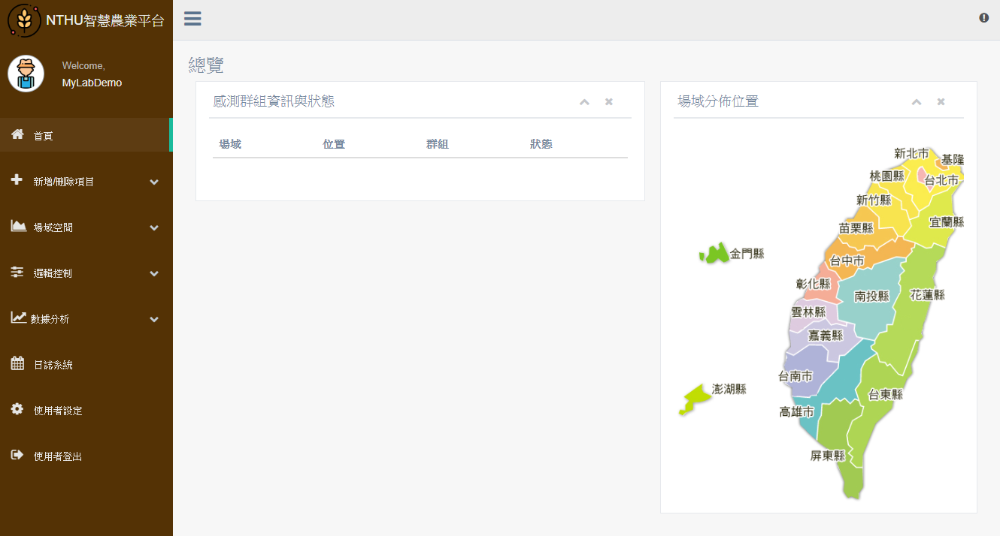 NTHU智慧農業平台
Welcome,
MyLabDemo
首頁
新增/刪除項目
場域空間
邏輯控制
數據分析
日誌系統
使用者設定
使用者登出
總覽
感測群組資訊與狀態
場域 位置 群組 狀態
場域分佈位置
新北市
基隆
桃園縣
台北市
新竹縣
宜蘭縣
苗栗縣
金門縣
台中市
彰化縣
南投縣
花蓮縣
雲林縣
嘉義縣
台南市
澎湖縣
台東縣
高雄市
屏東縣